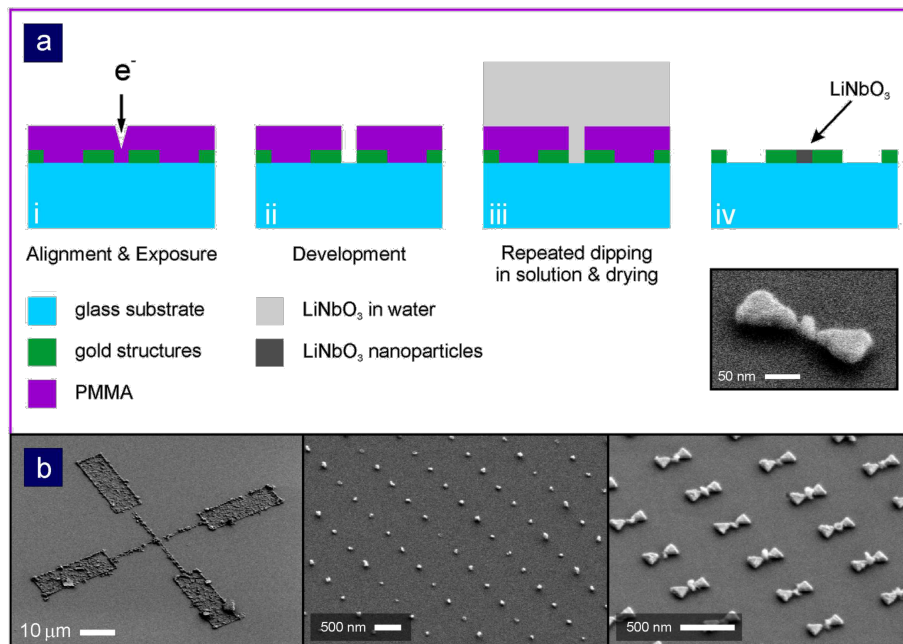 a
e⁻
LiNbO₃
i
ii
iii
iv
Alignment & Exposure
Development
Repeated dipping
in solution & drying
glass substrate
gold structures
PMMA
LiNbO₃ in water
LiNbO₃ nanoparticles
50 nm
b
10 µm
500 nm
500 nm